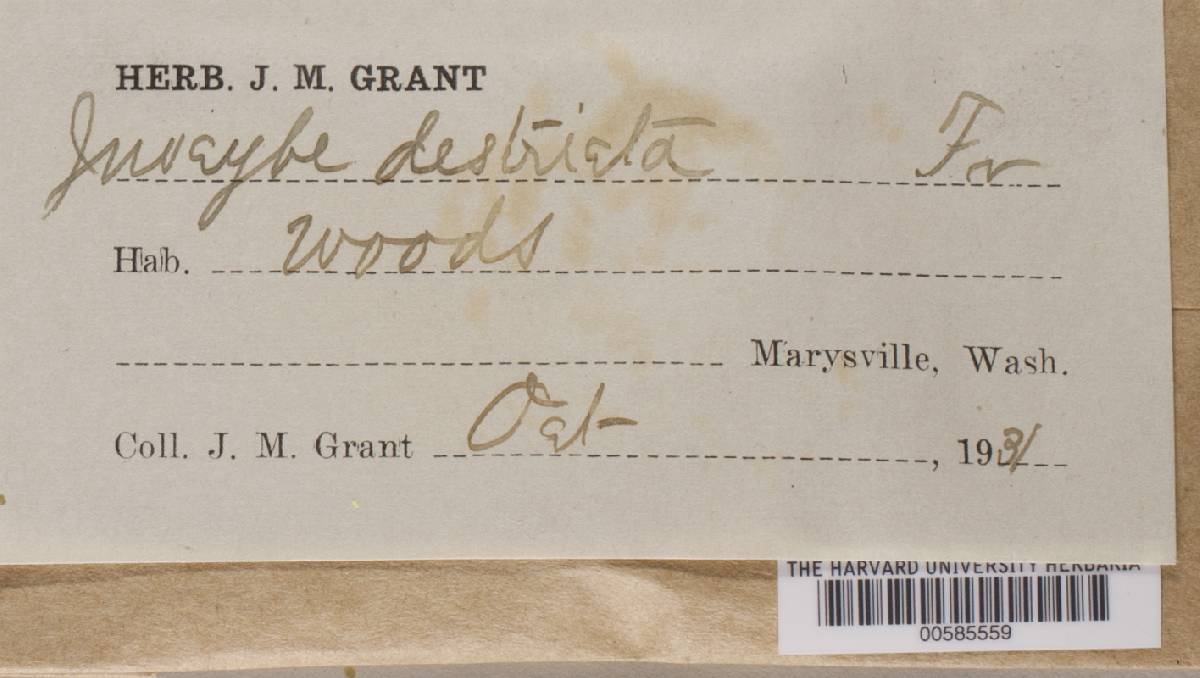 HERB. J. M. GRANT
Inocybe destricta Fr
Hab. woods
Marysville, Wash.
Coll. J. M. Grant Oct , 1931
THE HARVARD UNIVERSITY HERBARIA
00585559